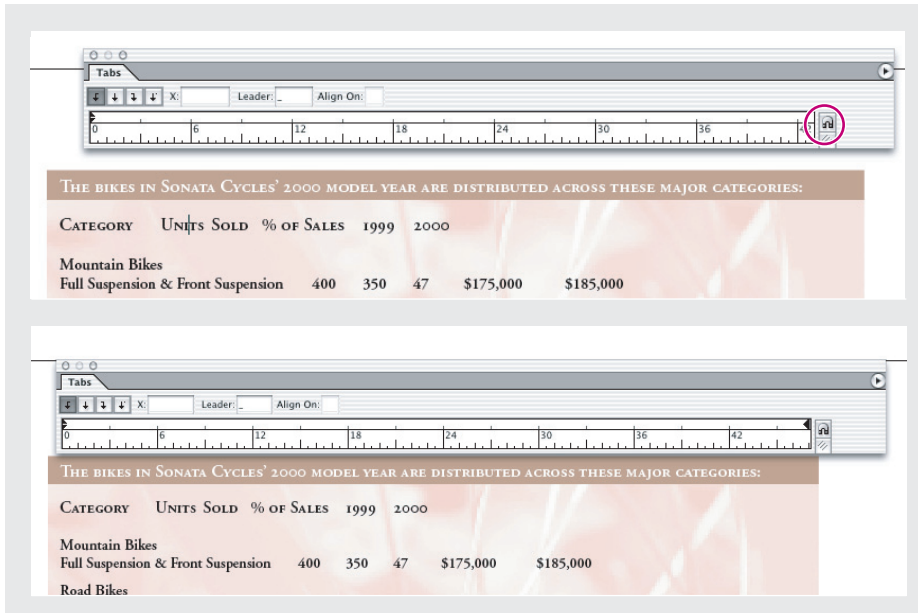 Tabs
X: Leader: _ Align On:
0 6 12 18 24 30 36
The bikes in Sonata Cycles’ 2000 model year are distributed across these major categories:
Category Units Sold % of Sales 1999 2000
Mountain Bikes
Full Suspension & Front Suspension 400 350 47 $175,000 $185,000
Tabs
X: Leader: _ Align On:
0 6 12 18 24 30 36 42
The bikes in Sonata Cycles’ 2000 model year are distributed across these major categories:
Category Units Sold % of Sales 1999 2000
Mountain Bikes
Full Suspension & Front Suspension 400 350 47 $175,000 $185,000
Road Bikes